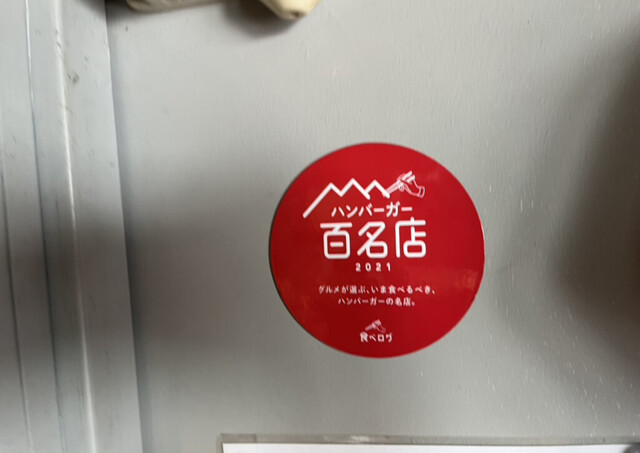 ハンバーガー
百名店
2021
グルメが選ぶ、いま食べるべき、
ハンバーガーの名店。
食べログ